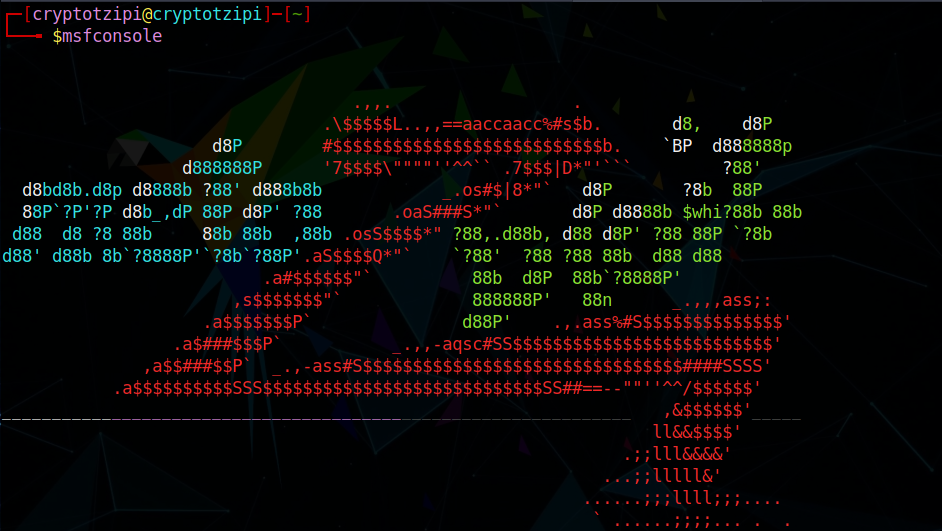 ┌─[cryptotzipi@cryptotzipi]─[~]
└──╼ $msfconsole
                                   .,,.                  .
                                .\$$$$$L..,,==aaccaacc%#s$b.       d8,    d8P
                     d8P        #$$$$$$$$$$$$$$$$$$$$$$$$$$$b.    `BP  d888888p
                  d888888P      '7$$$$\""""''^^`` .7$$$|D*"'```         ?88'
  d8bd8b.d8p d8888b ?88' d888b8b            _.os#$|8*"`   d8P       ?8b  88P
  88P`?P'?P d8b_,dP 88P d8P' ?88       .oaS###S*"`       d8P d8888b $whi?88b 88b
 d88  d8 ?8 88b     88b 88b  ,88b .osS$$$$*" ?88,.d88b, d88 d8P' ?88 88P `?8b
d88' d88b 8b`?8888P'`?8b`?88P'.aS$$$$Q*"`    `?88'  ?88 ?88 88b  d88 d88
                          .a#$$$$$$"`          88b  d8P  88b`?8888P'
                       ,s$$$$$$$"`             888888P'   88n      _.,,,ass;:
                    .a$$$$$$$P`               d88P'    .,.ass%#S$$$$$$$$$$$$$$'
                 .a$###$$$P`           _.,,-aqsc#SS$$$$$$$$$$$$$$$$$$$$$$$$$$'
              ,a$$###$$P`  _.,-ass#S$$$$$$$$$$$$$$$$$$$$$$$$$$$$$$$$####SSSS'
           .a$$$$$$$$$$SSS$$$$$$$$$$$$$$$$$$$$$$$$$$$$SS##==--""''^^/$$$$$$'
________________________________________________________________   ,&$$$$$$'_____
                                                                 ll&&$$$$'
                                                              .;;lll&&&&'
                                                            ...;;lllll&'
                                                          ......;;;llll;;;....
                                                           ` ......;;;;... .  .